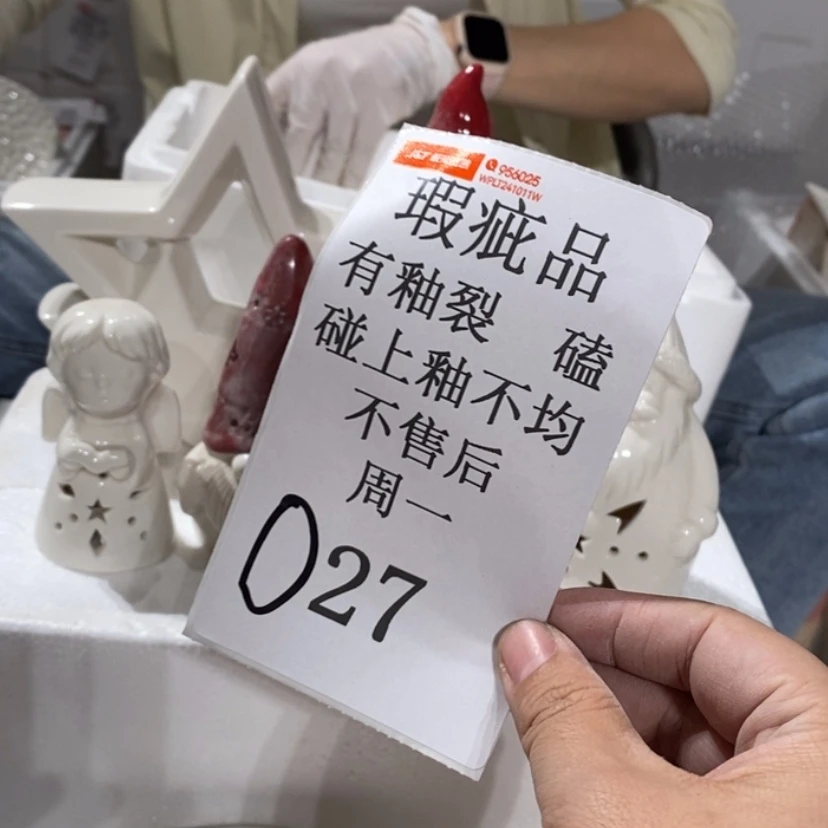 J&T
956025
WPLT241011W
瑕疵品
有釉裂 磕
碰上釉不均
不售后
周一
027